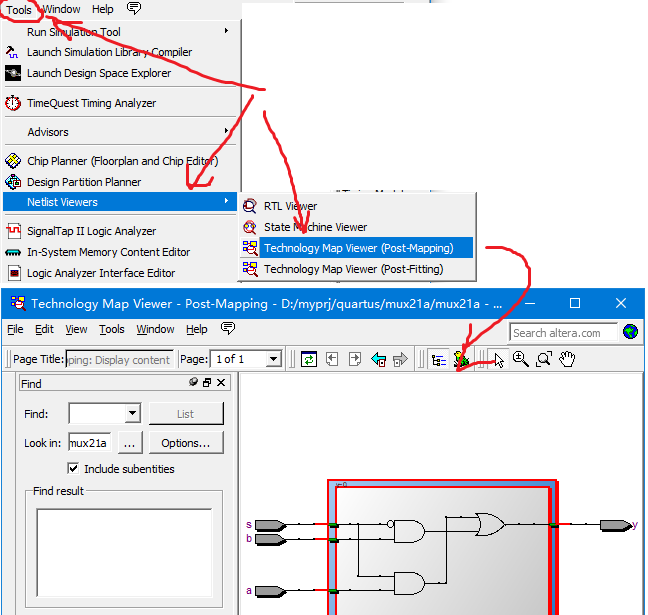 Tools Window Help
Run Simulation Tool
Launch Simulation Library Compiler
Launch Design Space Explorer
TimeQuest Timing Analyzer
Advisors
Chip Planner (Floorplan and Chip Editor)
Design Partition Planner
Netlist Viewers
SignalTap II Logic Analyzer
In-System Memory Content Editor
Logic Analyzer Interface Editor
RTL Viewer
State Machine Viewer
Technology Map Viewer (Post-Mapping)
Technology Map Viewer (Post-Fitting)
Technology Map Viewer - Post-Mapping - D:/myprj/quartus/mux21a/mux21a - ...
File Edit View Tools Window Help Search altera.com
Page Title: ping: Display content Page: 1 of 1
Find
Find: List
Look in: mux21a ... Options...
Include subentities
Find result
s
b
a
y